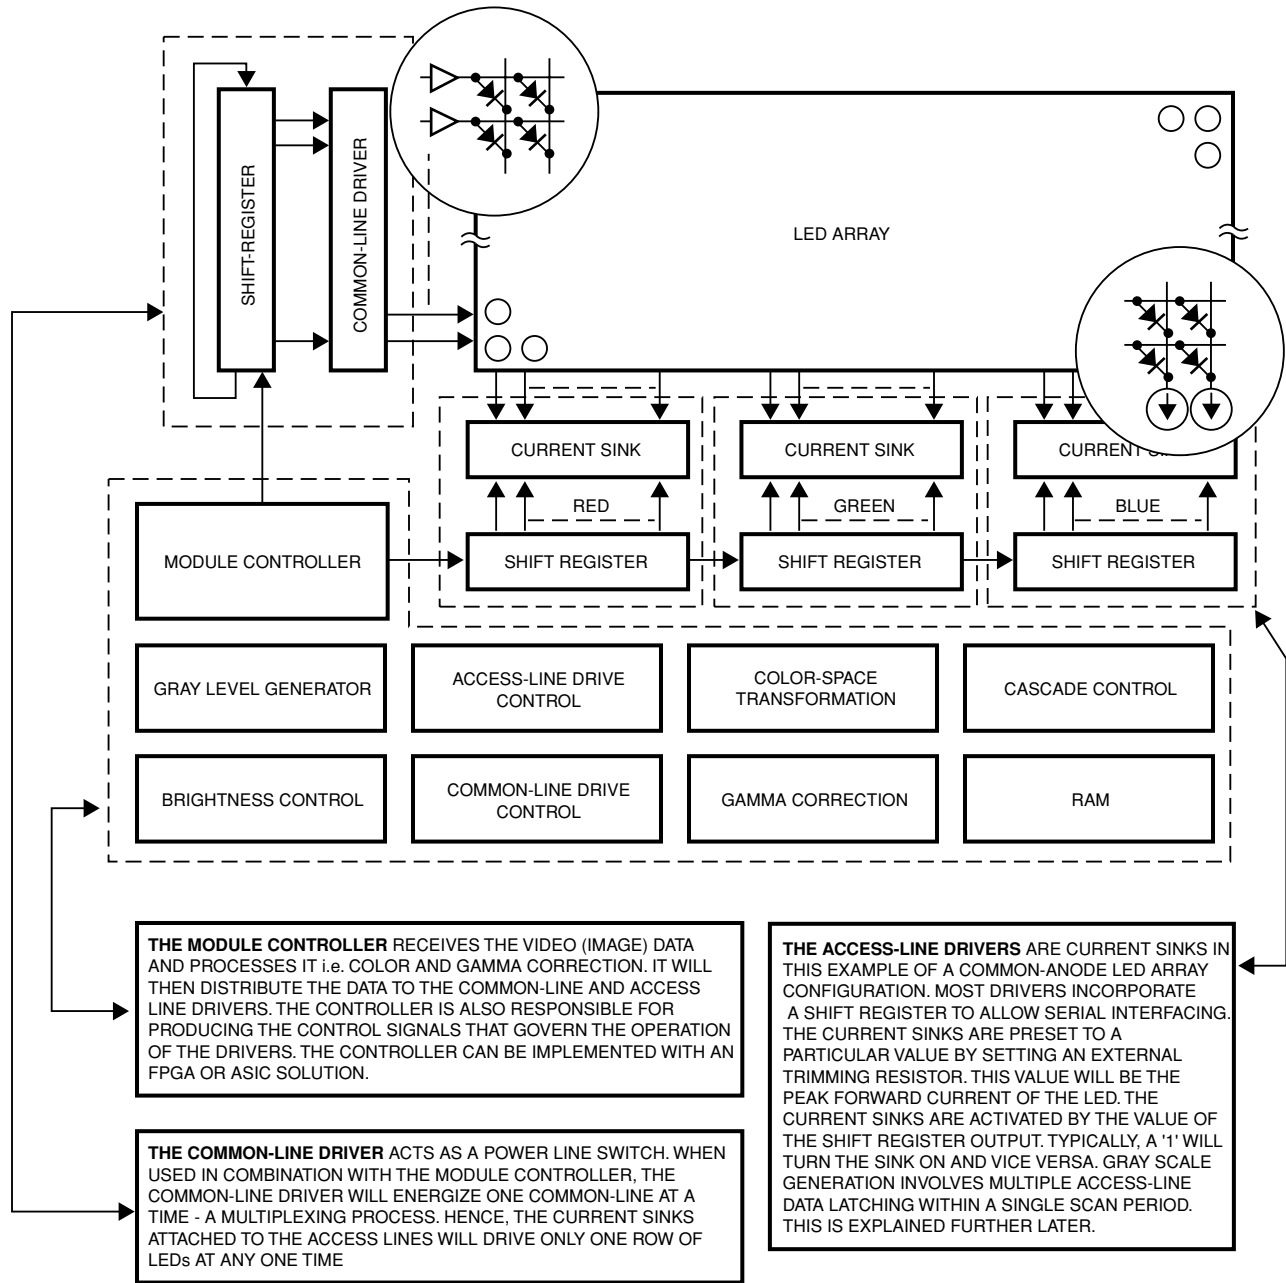 SHIFT-REGISTER
COMMON-LINE DRIVER
LED ARRAY
CURRENT SINK
CURRENT SINK
RED
GREEN
BLUE
MODULE CONTROLLER
SHIFT REGISTER
SHIFT REGISTER
SHIFT REGISTER
GRAY LEVEL GENERATOR
ACCESS-LINE DRIVE
CONTROL
COLOR-SPACE
TRANSFORMATION
CASCADE CONTROL
BRIGHTNESS CONTROL
COMMON-LINE DRIVE
CONTROL
GAMMA CORRECTION
RAM
THE MODULE CONTROLLER RECEIVES THE VIDEO (IMAGE) DATA
AND PROCESSES IT i.e. COLOR AND GAMMA CORRECTION. IT WILL
THEN DISTRIBUTE THE DATA TO THE COMMON-LINE AND ACCESS
LINE DRIVERS. THE CONTROLLER IS ALSO RESPONSIBLE FOR
PRODUCING THE CONTROL SIGNALS THAT GOVERN THE OPERATION
OF THE DRIVERS. THE CONTROLLER CAN BE IMPLEMENTED WITH AN
FPGA OR ASIC SOLUTION.
THE COMMON-LINE DRIVER ACTS AS A POWER LINE SWITCH. WHEN
USED IN COMBINATION WITH THE MODULE CONTROLLER, THE
COMMON-LINE DRIVER WILL ENERGIZE ONE COMMON-LINE AT A
TIME - A MULTIPLEXING PROCESS. HENCE, THE CURRENT SINKS
ATTACHED TO THE ACCESS LINES WILL DRIVE ONLY ONE ROW OF
LEDs AT ANY ONE TIME
THE ACCESS-LINE DRIVERS ARE CURRENT SINKS IN
THIS EXAMPLE OF A COMMON-ANODE LED ARRAY
CONFIGURATION. MOST DRIVERS INCORPORATE
A SHIFT REGISTER TO ALLOW SERIAL INTERFACING.
THE CURRENT SINKS ARE PRESET TO A
PARTICULAR VALUE BY SETTING AN EXTERNAL
TRIMMING RESISTOR. THIS VALUE WILL BE THE
PEAK FORWARD CURRENT OF THE LED. THE
CURRENT SINKS ARE ACTIVATED BY THE VALUE OF
THE SHIFT REGISTER OUTPUT. TYPICALLY, A '1' WILL
TURN THE SINK ON AND VICE VERSA. GRAY SCALE
GENERATION INVOLVES MULTIPLE ACCESS-LINE
DATA LATCHING WITHIN A SINGLE SCAN PERIOD.
THIS IS EXPLAINED FURTHER LATER.